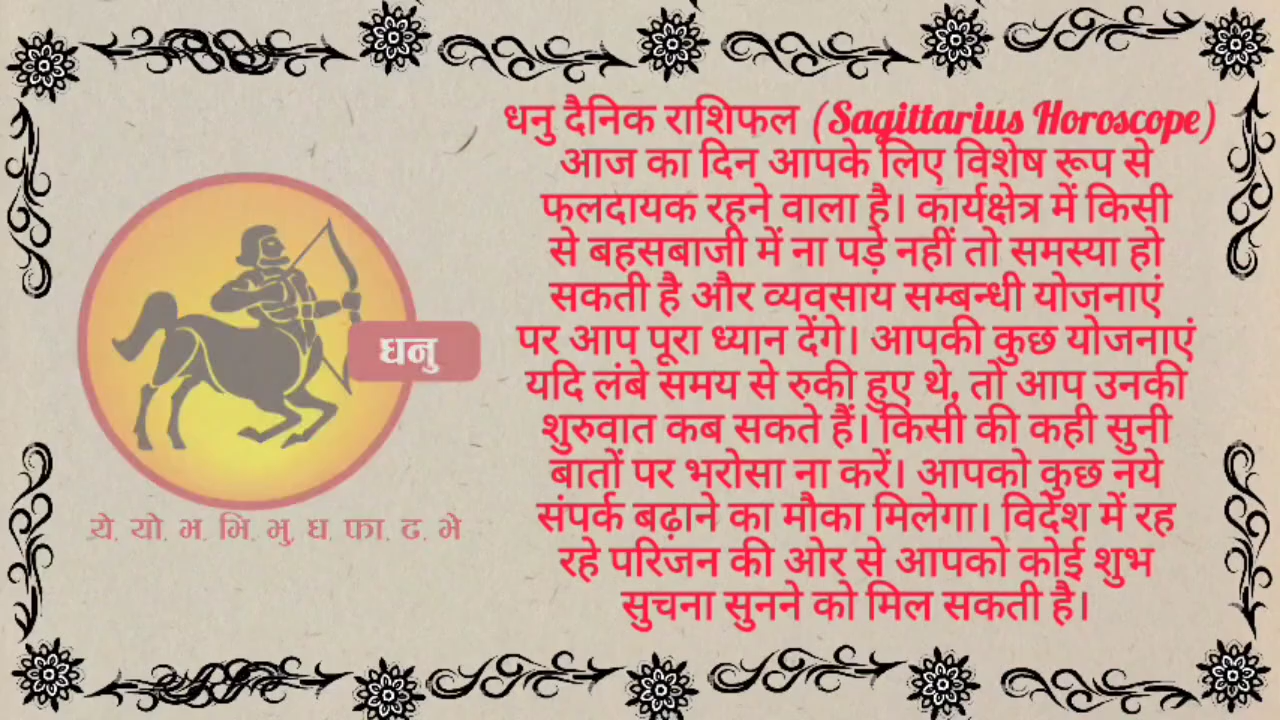 धनु दैनिक राशिफल (Sagittarius Horoscope)
आज का दिन आपके लिए विशेष रूप से
फलदायक रहने वाला है। कार्यक्षेत्र में किसी
से बहसबाजी में ना पड़े नहीं तो समस्या हो
सकती है और व्यवसाय सम्बन्धी योजनाएं
पर आप पूरा ध्यान देंगे। आपकी कुछ योजनाएं
यदि लंबे समय से रुकी हुए थे, तो आप उनकी
शुरुवात कब सकते हैं। किसी की कही सुनी
बातों पर भरोसा ना करें। आपको कुछ नये
संपर्क बढ़ाने का मौका मिलेगा। विदेश में रह
रहे परिजन की ओर से आपको कोई शुभ
सुचना सुनने को मिल सकती है।
धनु
ये. यो. भ. भि. भु. ध. फा. ढ. भे